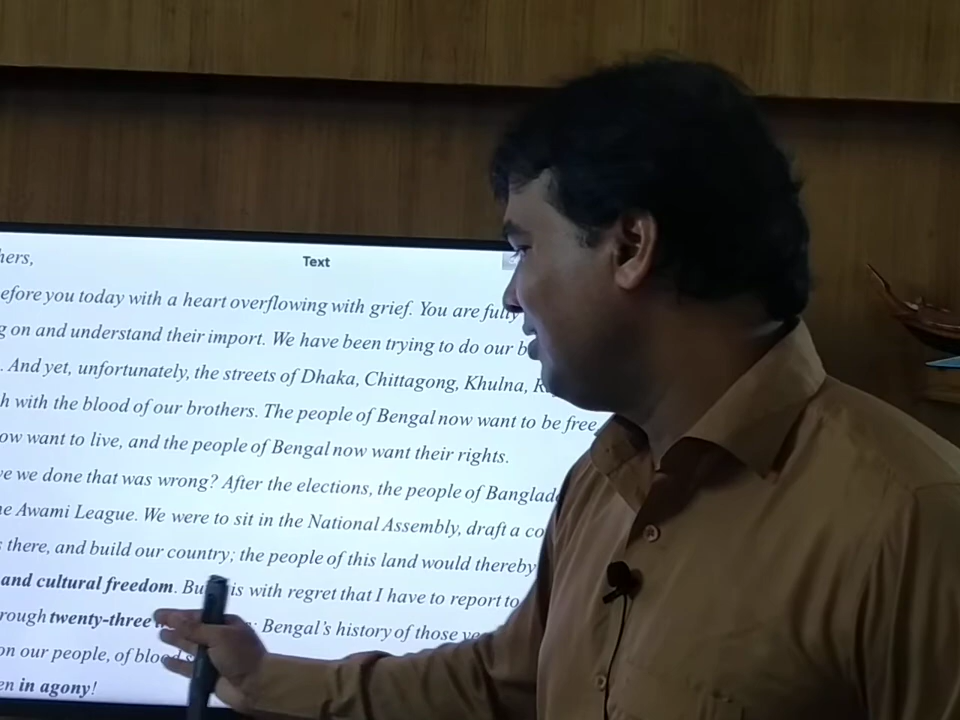 Text
hers,
efore you today with a heart overflowing with grief. You are fully
g on and understand their import. We have been trying to do our b
. And yet, unfortunately, the streets of Dhaka, Chittagong, Khulna, R
h with the blood of our brothers. The people of Bengal now want to be free,
ow want to live, and the people of Bengal now want their rights.
ve we done that was wrong? After the elections, the people of Banglade
he Awami League. We were to sit in the National Assembly, draft a co
s there, and build our country; the people of this land would thereby
and cultural freedom. But is with regret that I have to report to
rough twenty-three Bengal's history of those ye
on our people, of blood s
en in agony!